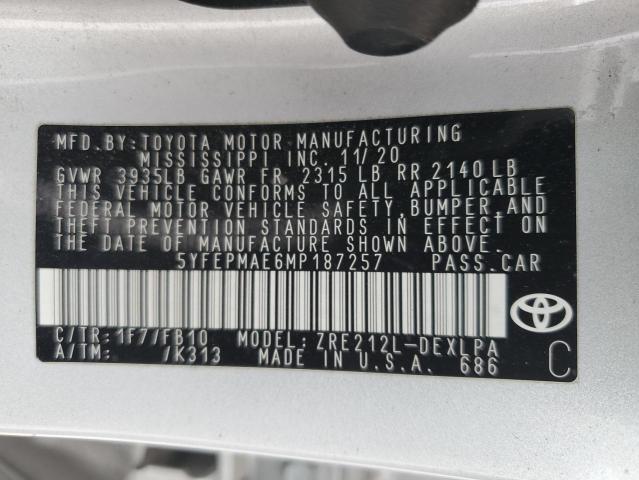 MFD. BY: TOYOTA MOTOR MANUFACTURING
MISSISSIPPI INC. 11/20
GVWR 3935LB GAWR FR 2315 LB RR 2140 LB
THIS VEHICLE CONFORMS TO ALL APPLICABLE
FEDERAL MOTOR VEHICLE SAFETY, BUMPER, AND
THEFT PREVENTION STANDARDS IN EFFECT ON
THE DATE OF MANUFACTURE SHOWN ABOVE.
5YFEPMAE6MP187257 PASS. CAR
C/TR: 1F7/FB10 MODEL: ZRE212L-DEXLPA
A/TM: /K313 MADE IN U.S.A. 686
C